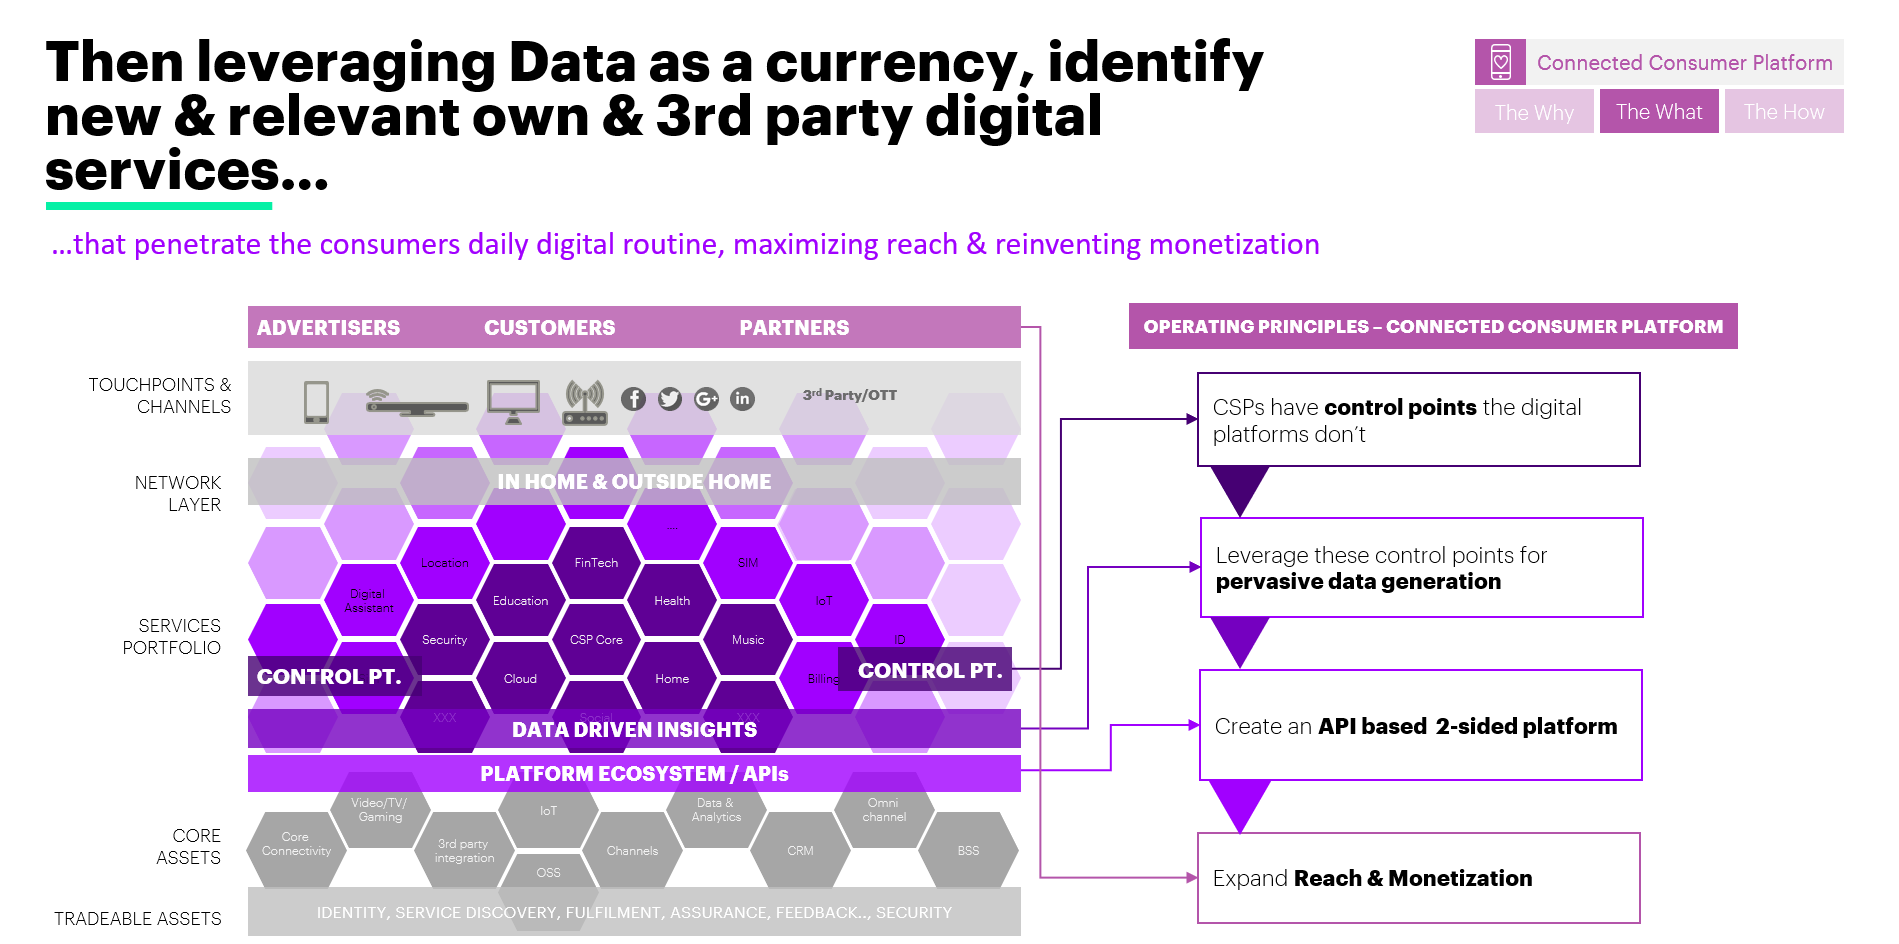 Then leveraging Data as a currency, identify
new & relevant own & 3rd party digital
services...
Connected Consumer Platform
The Why
The What
The How
...that penetrate the consumers daily digital routine, maximizing reach & reinventing monetization
ADVERTISERS
CUSTOMERS
PARTNERS
TOUCHPOINTS &
CHANNELS
f
G+
in
3rd Party/OTT
NETWORK
LAYER
IN HOME & OUTSIDE HOME
....
Location
FinTech
SIM
Digital
Assistant
Education
Health
IoT
SERVICES
PORTFOLIO
Security
CSP Core
Music
ID
CONTROL PT.
Cloud
Home
Billing
CONTROL PT.
XXX
Social
XXX
DATA DRIVEN INSIGHTS
PLATFORM ECOSYSTEM / APIs
CORE
ASSETS
Core
Connectivity
Video/TV/
Gaming
3rd party
integration
IoT
OSS
Channels
Data &
Analytics
CRM
Omni
channel
BSS
TRADEABLE ASSETS
IDENTITY, SERVICE DISCOVERY, FULFILMENT, ASSURANCE, FEEDBACK.., SECURITY
OPERATING PRINCIPLES – CONNECTED CONSUMER PLATFORM
CSPs have control points the digital
platforms don't
Leverage these control points for
pervasive data generation
Create an API based 2-sided platform
Expand Reach & Monetization